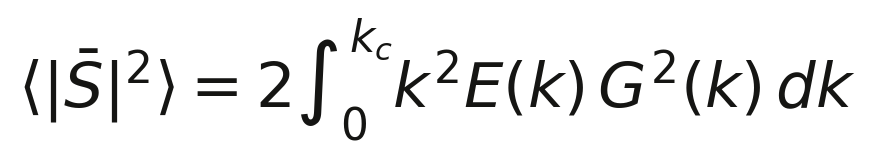 ⟨|S̄|²⟩ = 2∫₀^{k_c} k²E(k) G²(k) dk